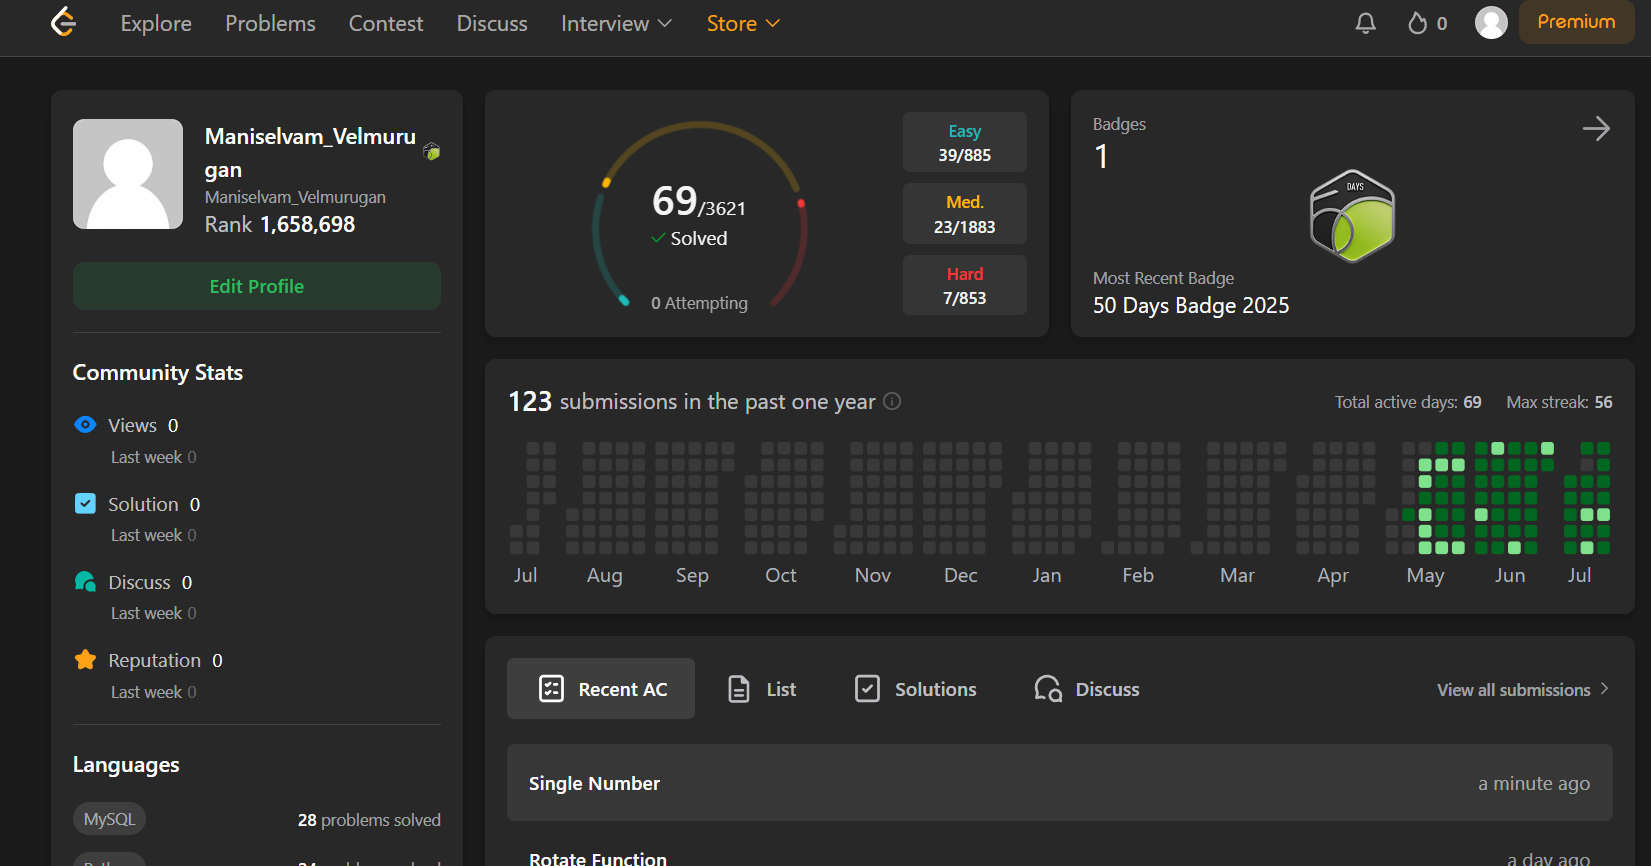 Explore Problems Contest Discuss Interview Store 0 Premium
Maniselvam_Velmuru
gan
Maniselvam_Velmurugan
Rank 1,658,698
Edit Profile
Community Stats
Views 0
Last week 0
Solution 0
Last week 0
Discuss 0
Last week 0
Reputation 0
Last week 0
Languages
MySQL 28 problems solved
69/3621
Solved
0 Attempting
Easy
39/885
Med.
23/1883
Hard
7/853
Badges
1
DAYS
Most Recent Badge
50 Days Badge 2025
123 submissions in the past one year Total active days: 69 Max streak: 56
Jul Aug Sep Oct Nov Dec Jan Feb Mar Apr May Jun Jul
Recent AC List Solutions Discuss View all submissions
Single Number a minute ago
Rotate Function a day ago